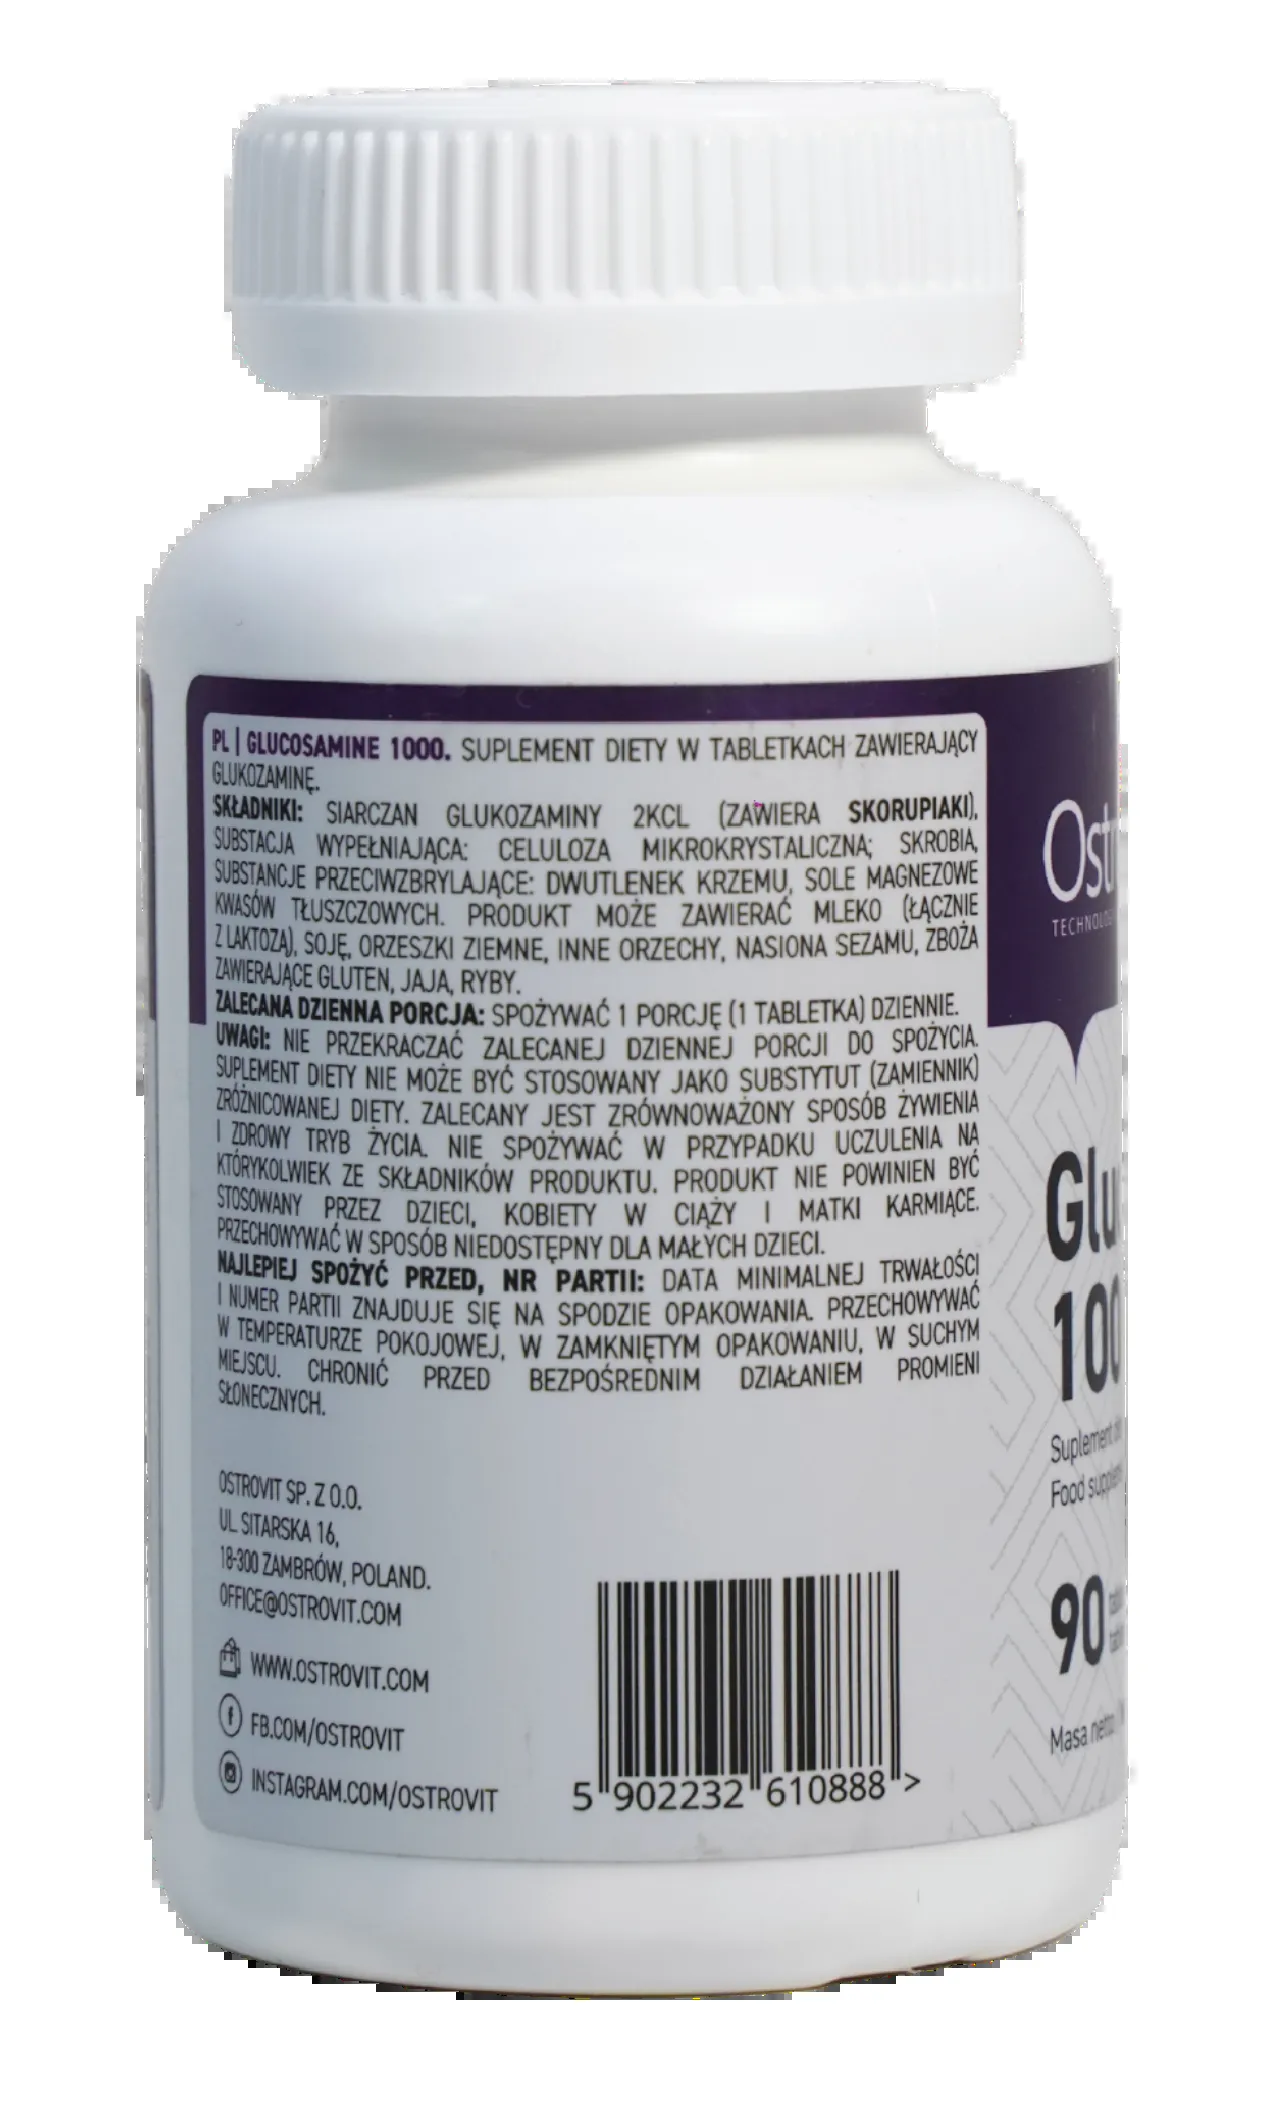 PL | GLUCOSAMINE 1000. SUPLEMENT DIETY W TABLETKACH ZAWIERAJĄCY
GLUKOZAMINĘ.
SKŁADNIKI: SIARCZAN GLUKOZAMINY 2KCL (ZAWIERA SKORUPIAKI),
SUBSTACJA WYPEŁNIAJĄCA: CELULOZA MIKROKRYSTALICZNA; SKROBIA,
SUBSTANCJE PRZECIWZBRYLAJĄCE: DWUTLENEK KRZEMU, SOLE MAGNEZOWE
KWASÓW TŁUSZCZOWYCH. PRODUKT MOŻE ZAWIERAĆ MLEKO (ŁĄCZNIE
Z LAKTOZĄ), SOJĘ, ORZESZKI ZIEMNE, INNE ORZECHY, NASIONA SEZAMU, ZBOŻA
ZAWIERAJĄCE GLUTEN, JAJA, RYBY.
ZALECANA DZIENNA PORCJA: SPOŻYWAĆ 1 PORCJĘ (1 TABLETKA) DZIENNIE.
UWAGI: NIE PRZEKRACZAĆ ZALECANEJ DZIENNEJ PORCJI DO SPOŻYCIA.
SUPLEMENT DIETY NIE MOŻE BYĆ STOSOWANY JAKO SUBSTYTUT (ZAMIENNIK)
ZRÓŻNICOWANEJ DIETY. ZALECANY JEST ZRÓWNOWAŻONY SPOSÓB ŻYWIENIA
I ZDROWY TRYB ŻYCIA. NIE SPOŻYWAĆ W PRZYPADKU UCZULENIA NA
KTÓRYKOLWIEK ZE SKŁADNIKÓW PRODUKTU. PRODUKT NIE POWINIEN BYĆ
STOSOWANY PRZEZ DZIECI, KOBIETY W CIĄŻY I MATKI KARMIĄCE.
PRZECHOWYWAĆ W SPOSÓB NIEDOSTĘPNY DLA MAŁYCH DZIECI.
NAJLEPIEJ SPOŻYĆ PRZED, NR PARTII: DATA MINIMALNEJ TRWAŁOŚCI
I NUMER PARTII ZNAJDUJE SIĘ NA SPODZIE OPAKOWANIA. PRZECHOWYWAĆ
W TEMPERATURZE POKOJOWEJ, W ZAMKNIĘTYM OPAKOWANIU, W SUCHYM
MIEJSCU. CHRONIĆ PRZED BEZPOŚREDNIM DZIAŁANIEM PROMIENI
SŁONECZNYCH.
OSTROVIT SP. Z O.O.
UL. SITARSKA 16,
18-300 ZAMBRÓW, POLAND.
OFFICE@OSTROVIT.COM
WWW.OSTROVIT.COM
FB.COM/OSTROVIT
INSTAGRAM.COM/OSTROVIT
5 902232 610888 >
Ost
Glu
100
Suplement
Food
90
Masa netto